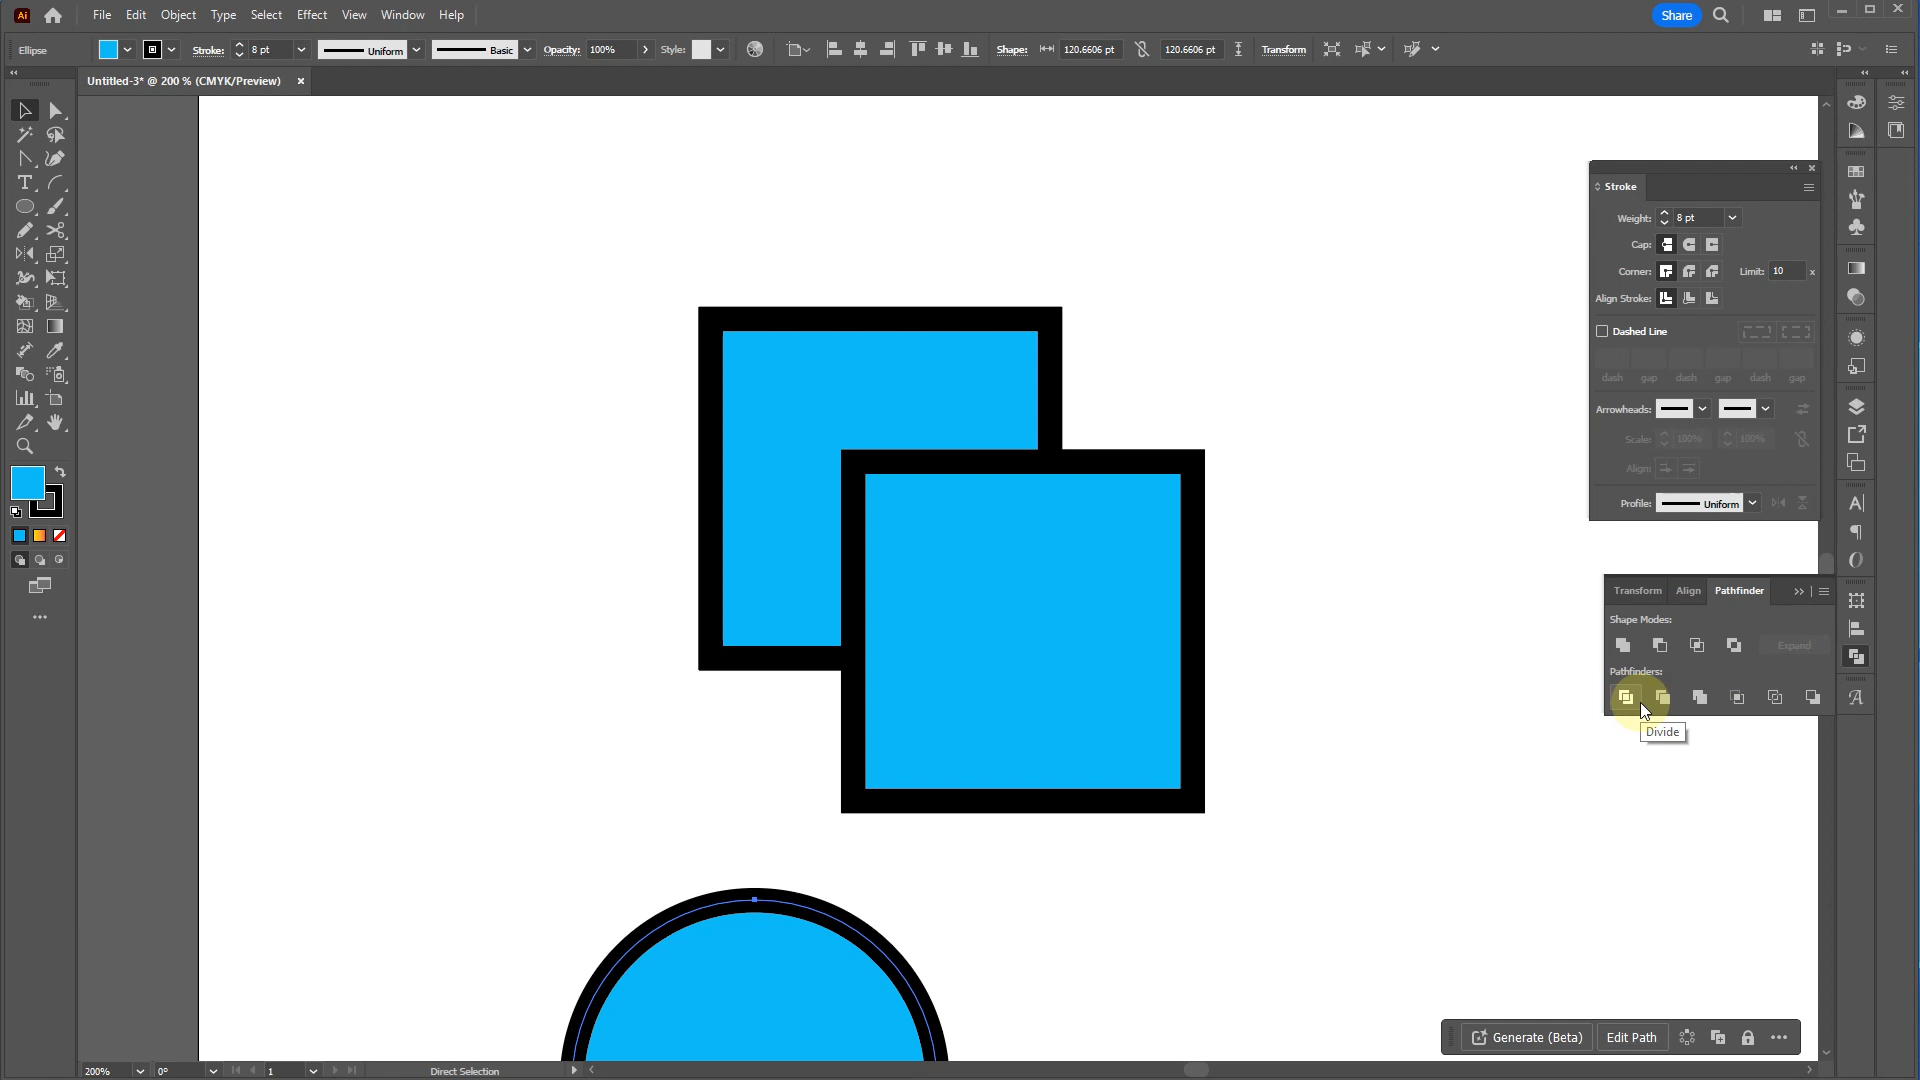 Ai File Edit Object Type Select Effect View Window Help Share
Ellipse Stroke: 8 pt Uniform Basic Opacity: 100% Style: Shape: 120.6606 pt 120.6606 pt Transform
Untitled-3* @ 200 % (CMYK/Preview)
Stroke
Weight: 8 pt
Cap:
Corner: Limit: 10 x
Align Stroke:
Dashed Line
dash gap dash gap dash gap
Arrowheads:
Scale: 100% 100%
Align:
Profile: Uniform
Transform Align Pathfinder
Shape Modes:
Expand
Pathfinders:
Divide
Generate (Beta) Edit Path
200% 0° 1 Direct Selection